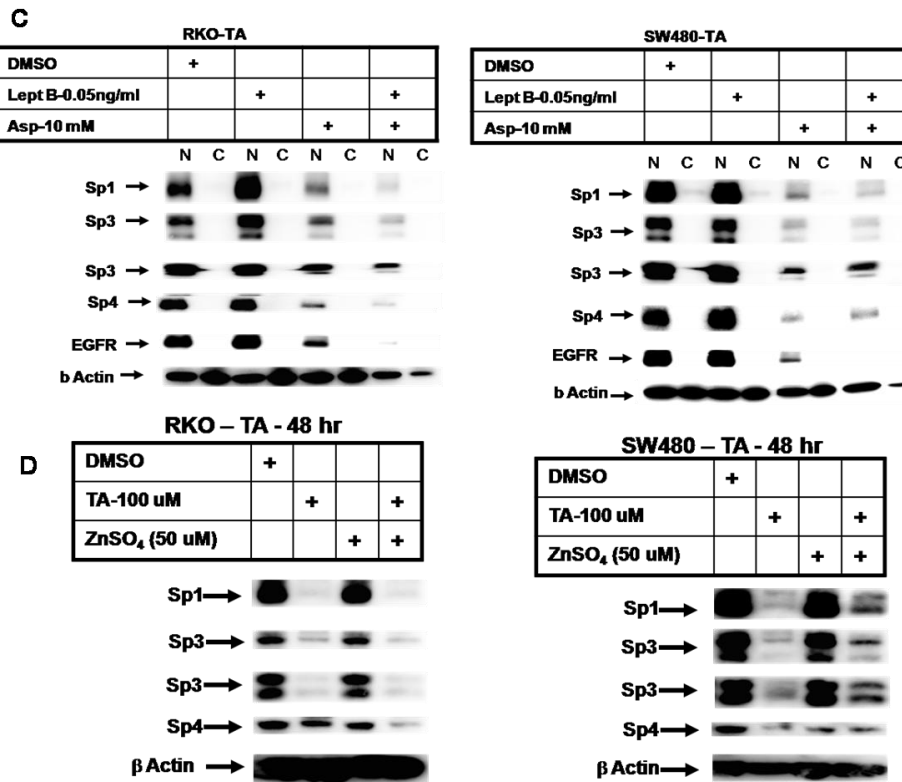 C
RKO-TA
DMSO +
Lept B-0.05ng/ml + +
Asp-10 mM + +
N C N C N C N C
Sp1
Sp3
Sp3
Sp4
EGFR
b Actin
SW480-TA
DMSO +
Lept B-0.05ng/ml + +
Asp-10 mM + +
N C N C N C N C
Sp1
Sp3
Sp3
Sp4
EGFR
b Actin
D
RKO – TA - 48 hr
DMSO +
TA-100 uM + +
ZnSO₄ (50 uM) + +
Sp1
Sp3
Sp3
Sp4
β Actin
SW480 – TA - 48 hr
DMSO +
TA-100 uM + +
ZnSO₄ (50 uM) + +
Sp1
Sp3
Sp3
Sp4
β Actin